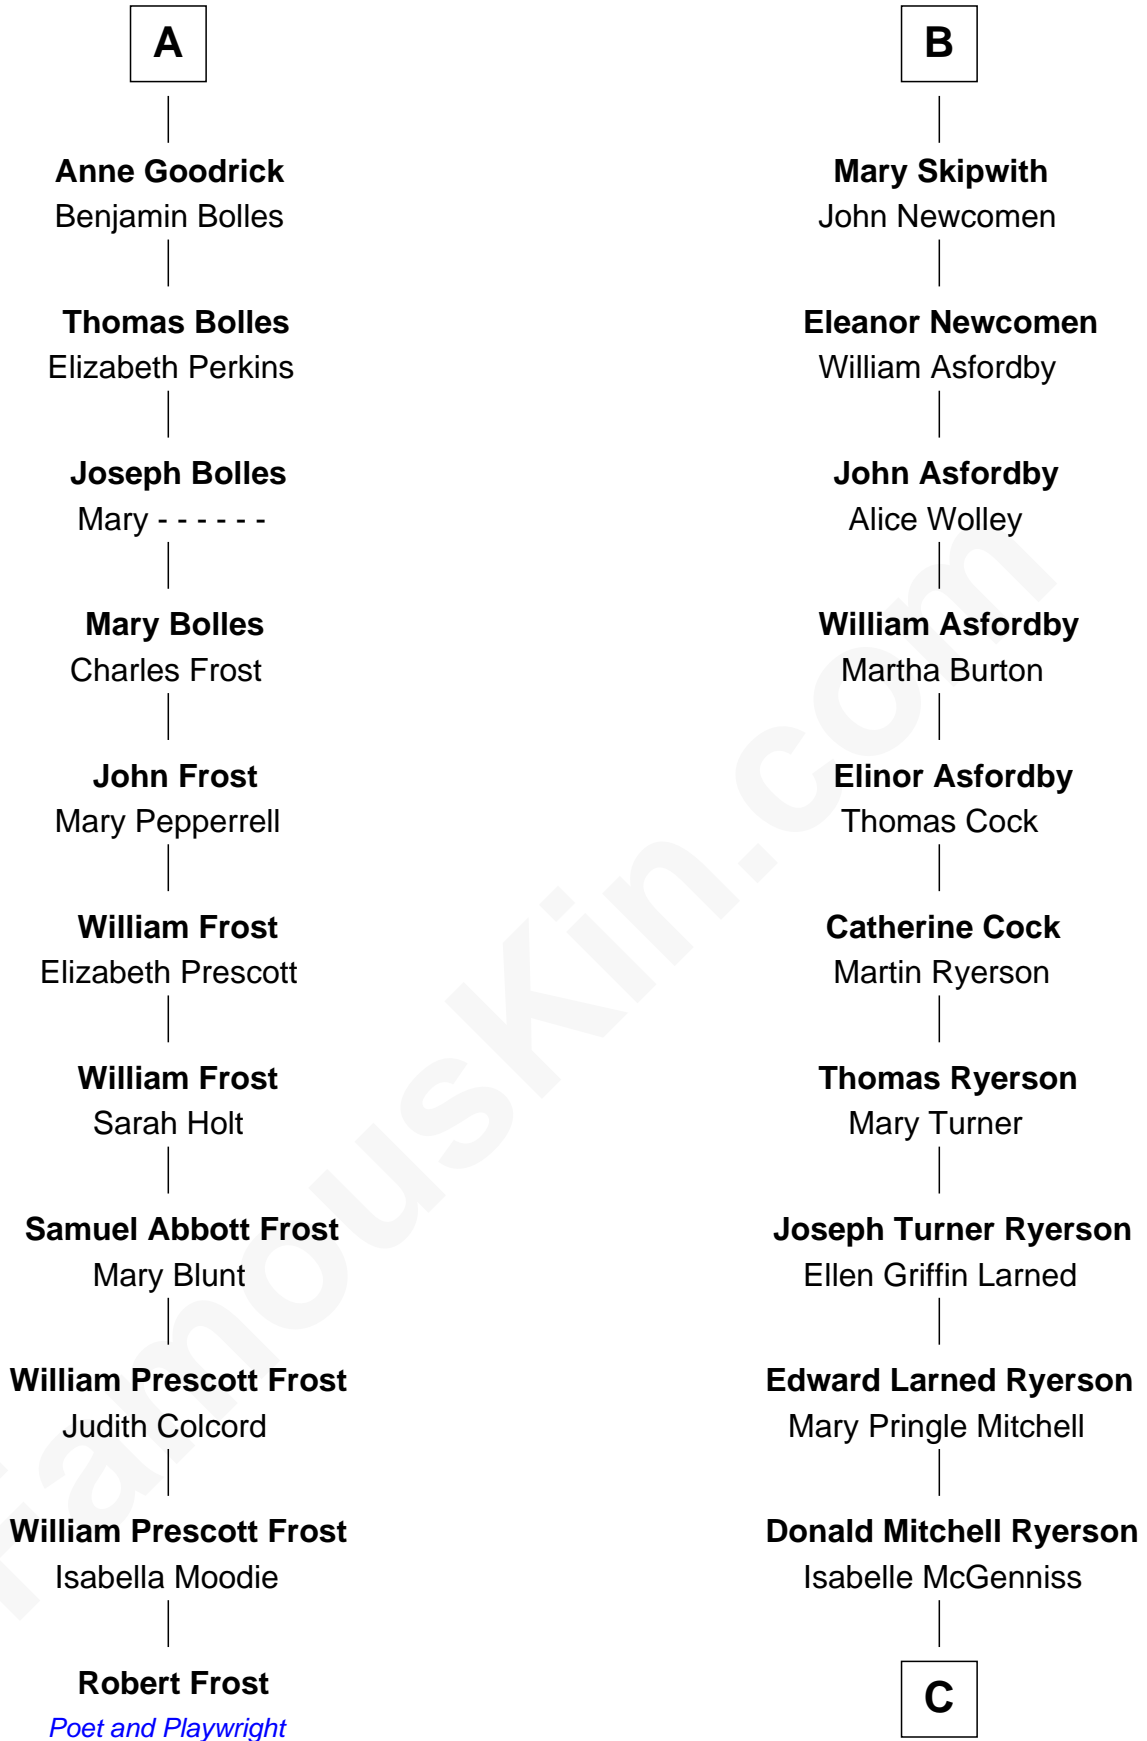 A
Anne Goodrick
Benjamin Bolles
Thomas Bolles
Elizabeth Perkins
Joseph Bolles
Mary - - - - - -
Mary Bolles
Charles Frost
John Frost
Mary Pepperrell
William Frost
Elizabeth Prescott
William Frost
Sarah Holt
Samuel Abbott Frost
Mary Blunt
William Prescott Frost
Judith Colcord
William Prescott Frost
Isabella Moodie
Robert Frost
Poet and Playwright
B
Mary Skipwith
John Newcomen
Eleanor Newcomen
William Asfordby
John Asfordby
Alice Wolley
William Asfordby
Martha Burton
Elinor Asfordby
Thomas Cock
Catherine Cock
Martin Ryerson
Thomas Ryerson
Mary Turner
Joseph Turner Ryerson
Ellen Griffin Larned
Edward Larned Ryerson
Mary Pringle Mitchell
Donald Mitchell Ryerson
Isabelle McGenniss
C
FamousKin.com